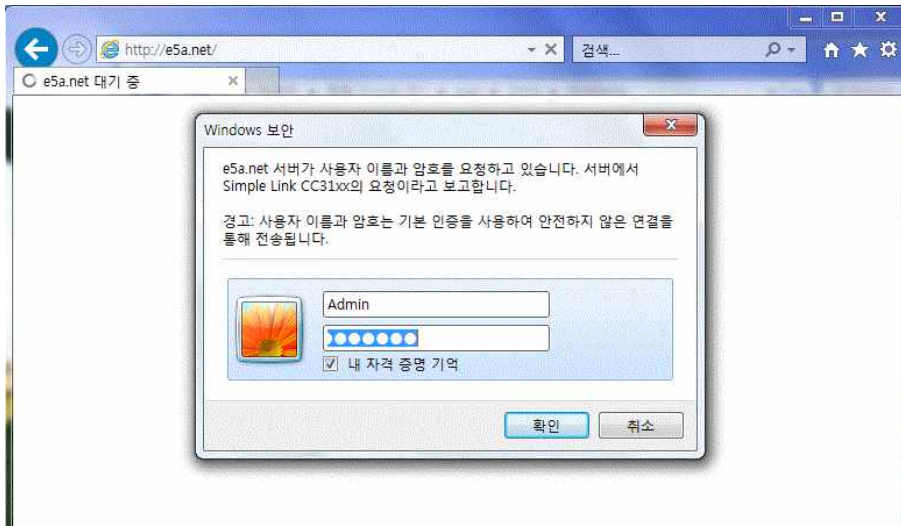 http://e5a.net/
검색...
e5a.net 대기 중
Windows 보안
e5a.net 서버가 사용자 이름과 암호를 요청하고 있습니다. 서버에서
Simple Link CC31xx의 요청이라고 보고합니다.
경고: 사용자 이름과 암호는 기본 인증을 사용하여 안전하지 않은 연결을
통해 전송됩니다.
Admin
●●●●●●●
내 자격 증명 기억
확인
취소